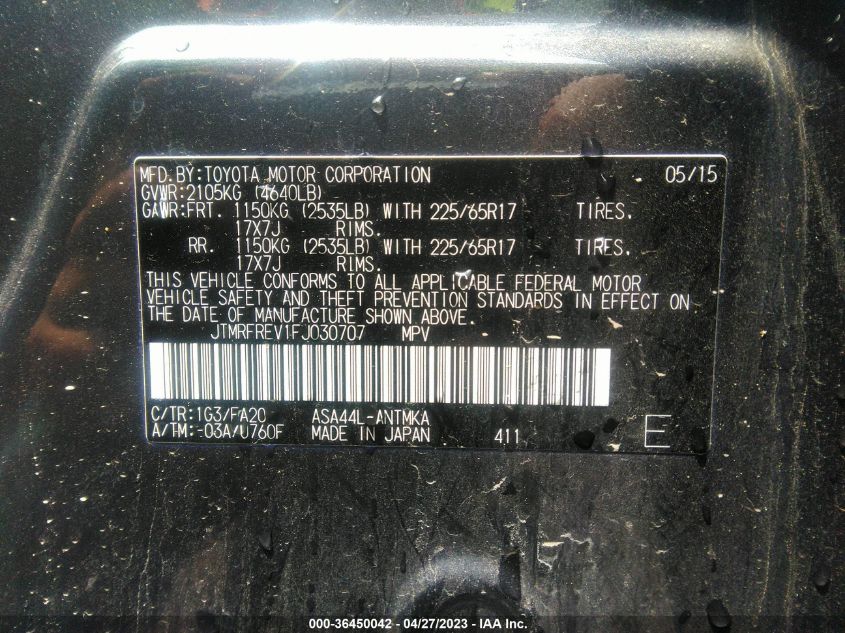 MFD.BY:TOYOTA MOTOR CORPORATION 05/15
GVWR:2105KG (4640LB)
GAWR:FRT. 1150KG (2535LB) WITH 225/65R17 TIRES.
17X7J RIMS.
RR. 1150KG (2535LB) WITH 225/65R17 TIRES.
17X7J RIMS.
THIS VEHICLE CONFORMS TO ALL APPLICABLE FEDERAL MOTOR
VEHICLE SAFETY AND THEFT PREVENTION STANDARDS IN EFFECT ON
THE DATE OF MANUFACTURE SHOWN ABOVE.
JTMRFREV1FJ030707 MPV
C/TR:1G3/FA20 ASA44L-ANTMKA
A/TM:-03A/U760F MADE IN JAPAN 411 E
000-36450042 - 04/27/2023 - IAA Inc.